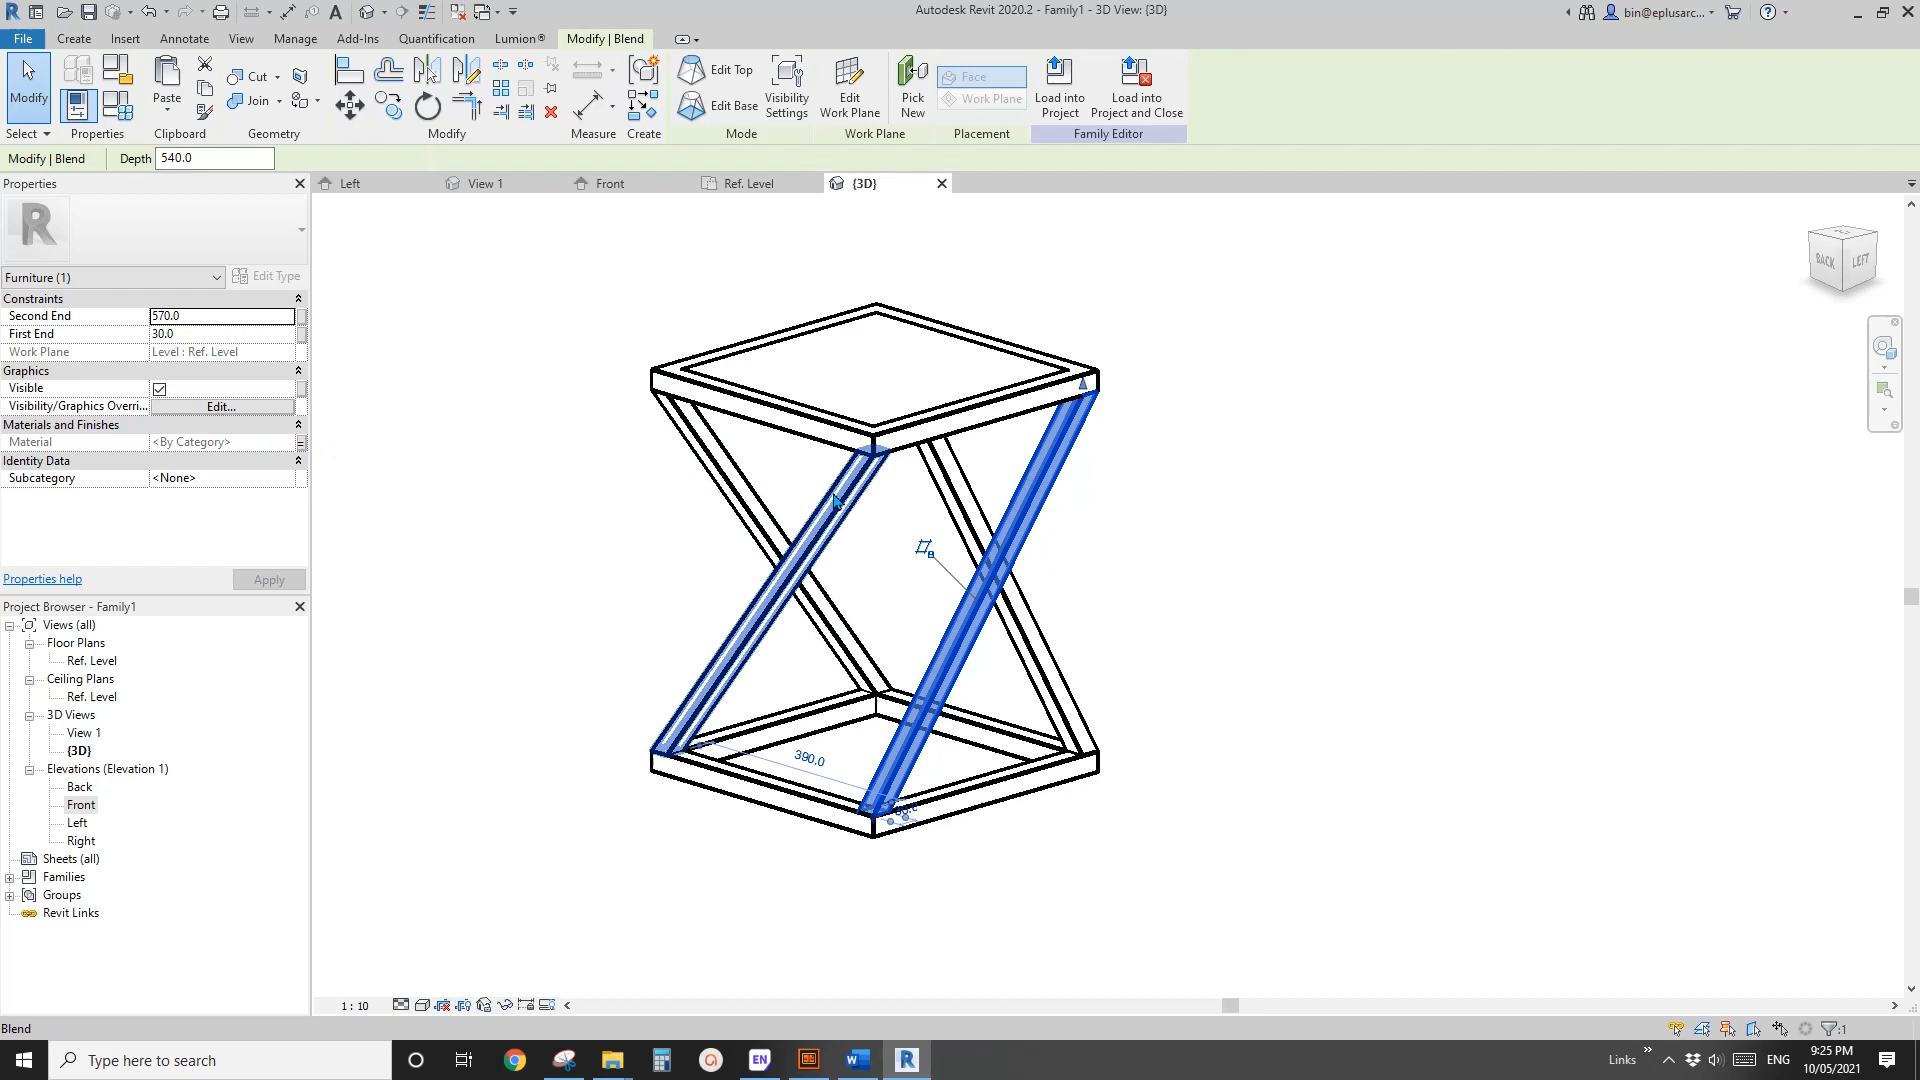 Autodesk Revit 2020.2 - Family1 - 3D View: {3D}
bin@eplusarc...
File
Create
Insert
Annotate
View
Manage
Add-Ins
Quantification
Lumion®
Modify | Blend
Modify
Paste
Cut
Join
Edit Top
Edit Base
Visibility
Settings
Edit
Work Plane
Pick
New
Face
Work Plane
Load into
Project
Load into
Project and Close
Select
Properties
Clipboard
Geometry
Modify
Measure
Create
Mode
Work Plane
Placement
Family Editor
Modify | Blend
Depth
540.0
Properties
Left
View 1
Front
Ref. Level
{3D}
Furniture (1)
Edit Type
Constraints
Second End
570.0
First End
30.0
Work Plane
Level : Ref. Level
Graphics
Visible
Visibility/Graphics Overri...
Edit...
Materials and Finishes
Material
<By Category>
Identity Data
Subcategory
<None>
Properties help
Apply
Project Browser - Family1
Views (all)
Floor Plans
Ref. Level
Ceiling Plans
Ref. Level
3D Views
View 1
{3D}
Elevations (Elevation 1)
Back
Front
Left
Right
Sheets (all)
Families
Groups
Revit Links
BACK
LEFT
390.0
1 : 10
Blend
:1
Type here to search
EN
Links
ENG
9:25 PM
10/05/2021